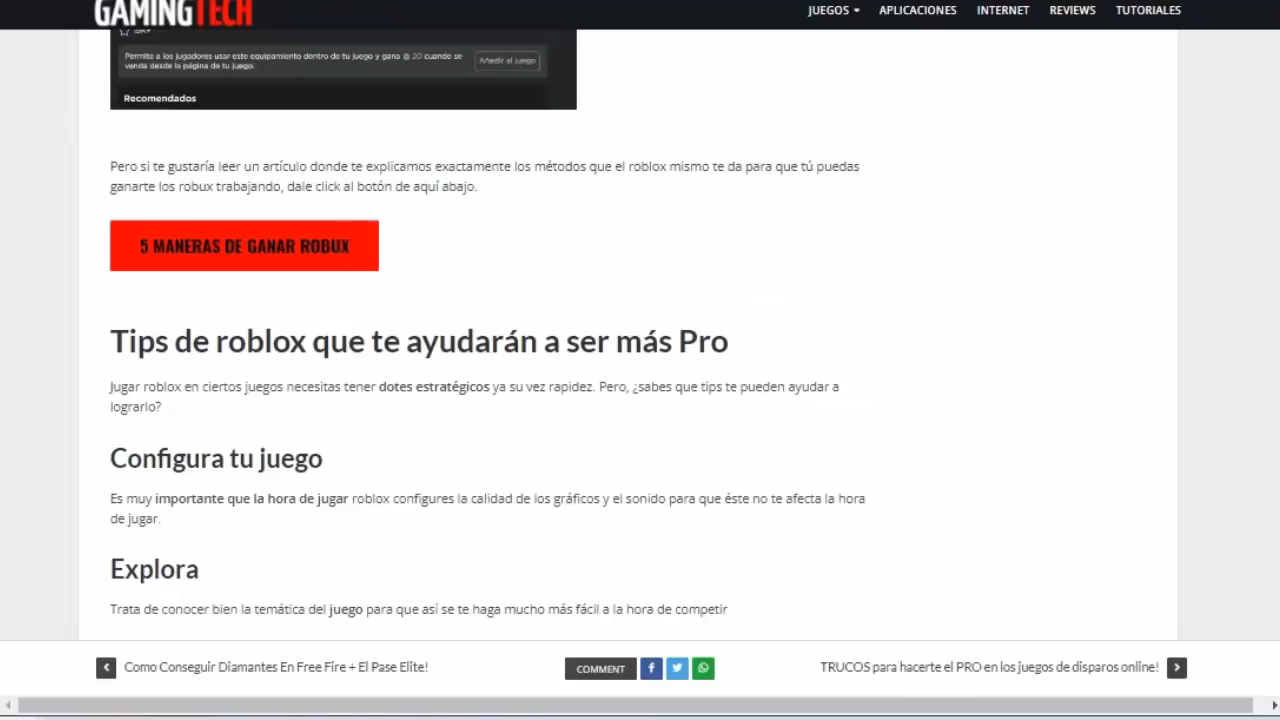 GAMINGTECH
JUEGOS
APLICACIONES
INTERNET
REVIEWS
TUTORIALES
Permite a los jugadores usar este equipamiento dentro de tu juego y gana 20 cuando se
venda desde la página de tu juego.
Añadir al juego
Recomendados
Pero si te gustaría leer un artículo donde te explicamos exactamente los métodos que el roblox mismo te da para que tú puedas
ganarte los robux trabajando, dale click al botón de aquí abajo.
5 MANERAS DE GANAR ROBUX
Tips de roblox que te ayudarán a ser más Pro
Jugar roblox en ciertos juegos necesitas tener dotes estratégicos ya su vez rapidez. Pero, ¿sabes que tips te pueden ayudar a
lograrlo?
Configura tu juego
Es muy importante que la hora de jugar roblox configures la calidad de los gráficos y el sonido para que éste no te afecta la hora
de jugar.
Explora
Trata de conocer bien la temática del juego para que así se te haga mucho más fácil a la hora de competir
Como Conseguir Diamantes En Free Fire + El Pase Elite!
COMMENT
TRUCOS para hacerte el PRO en los juegos de disparos online!